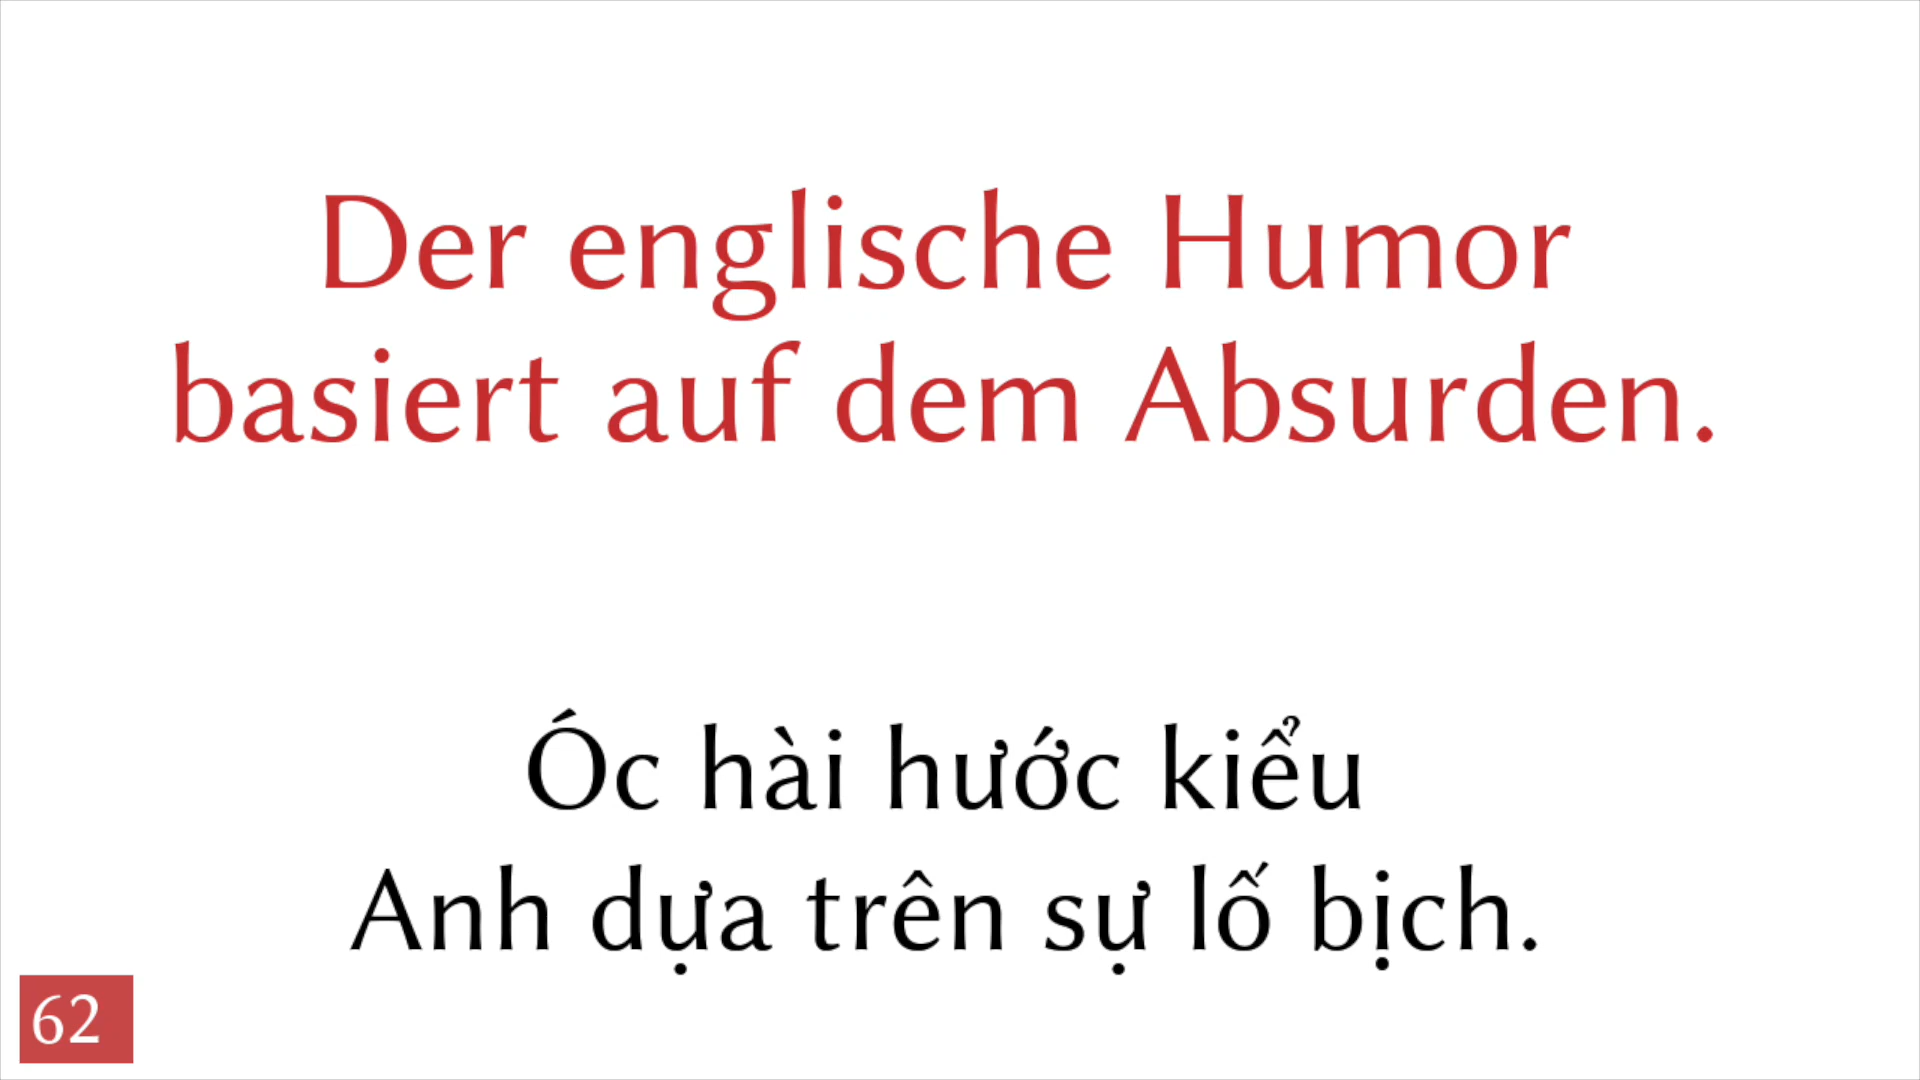 Der englische Humor
basiert auf dem Absurden.
Óc hài hước kiểu
Anh dựa trên sự lố bịch.
62